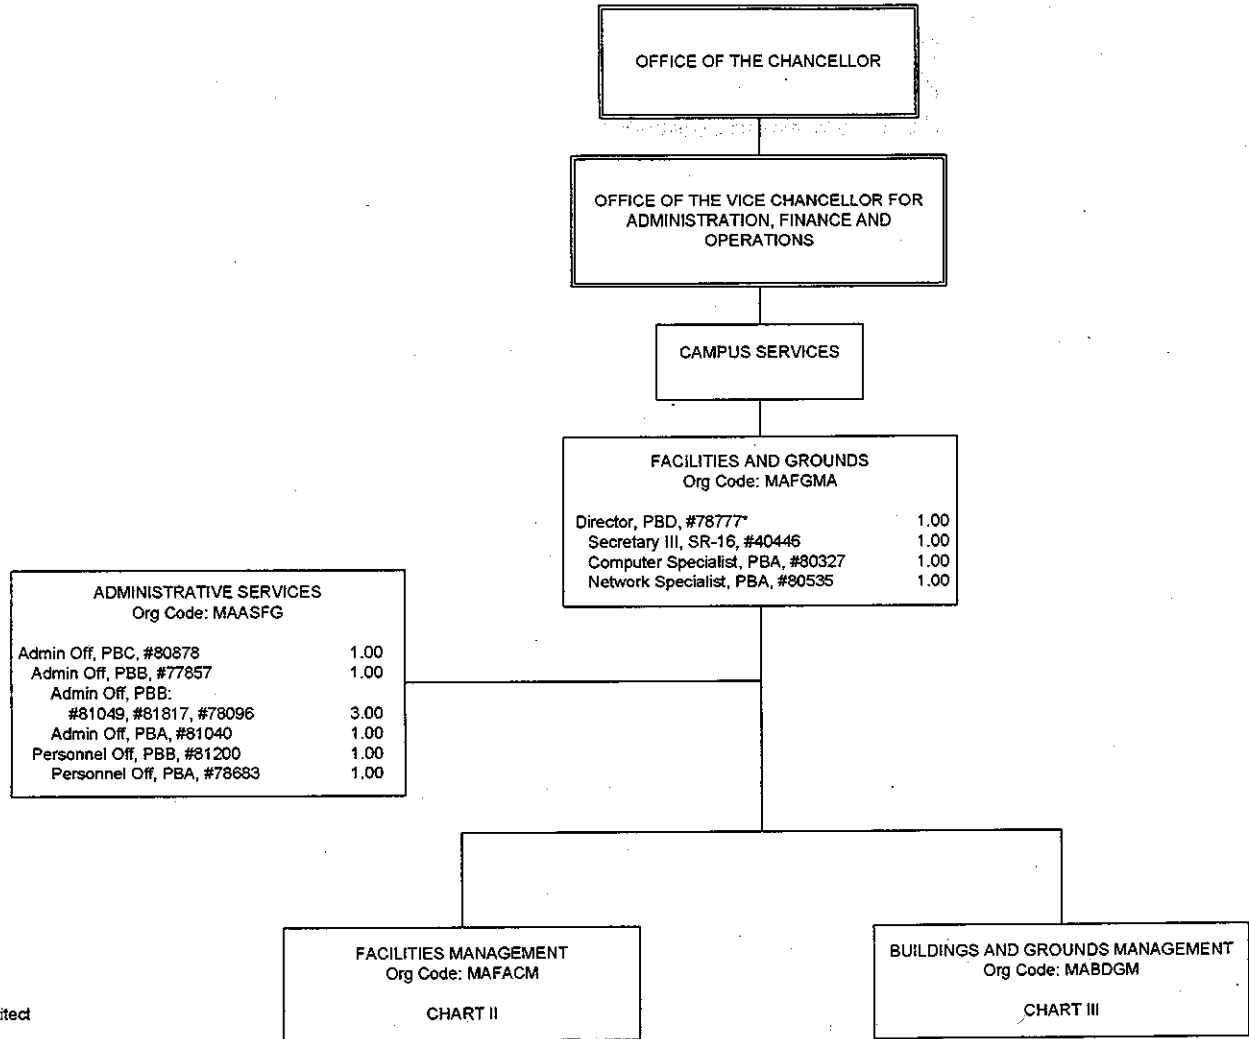 OFFICE OF THE CHANCELLOR
OFFICE OF THE VICE CHANCELLOR FOR
ADMINISTRATION, FINANCE AND
OPERATIONS
CAMPUS SERVICES
FACILITIES AND GROUNDS
Org Code: MAFGMA
Director, PBD, #78777* 1.00
Secretary III, SR-16, #40446 1.00
Computer Specialist, PBA, #80327 1.00
Network Specialist, PBA, #80535 1.00
ADMINISTRATIVE SERVICES
Org Code: MAASFG
Admin Off, PBC, #80878 1.00
Admin Off, PBB, #77857 1.00
Admin Off, PBB:
#81049, #81817, #78096 3.00
Admin Off, PBA, #81040 1.00
Personnel Off, PBB, #81200 1.00
Personnel Off, PBA, #78683 1.00
FACILITIES MANAGEMENT
Org Code: MAFACM
CHART II
BUILDINGS AND GROUNDS MANAGEMENT
Org Code: MABDGM
CHART III
itect